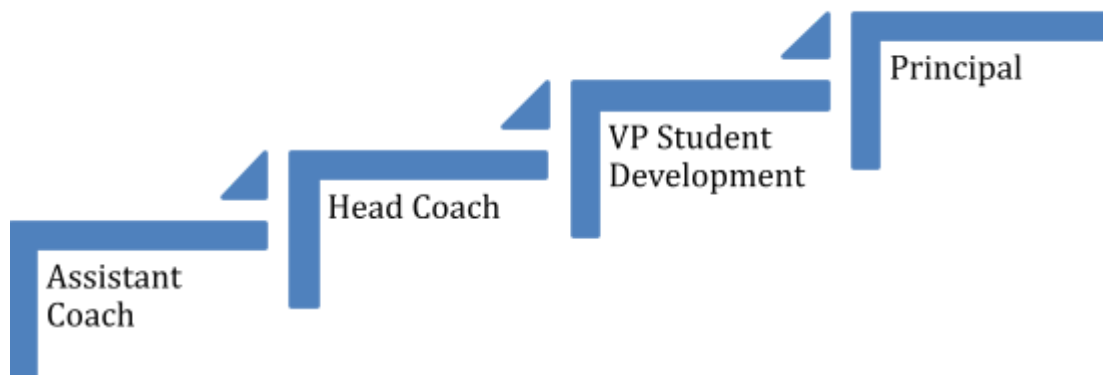 Assistant
Coach
Head Coach
VP Student
Development
Principal